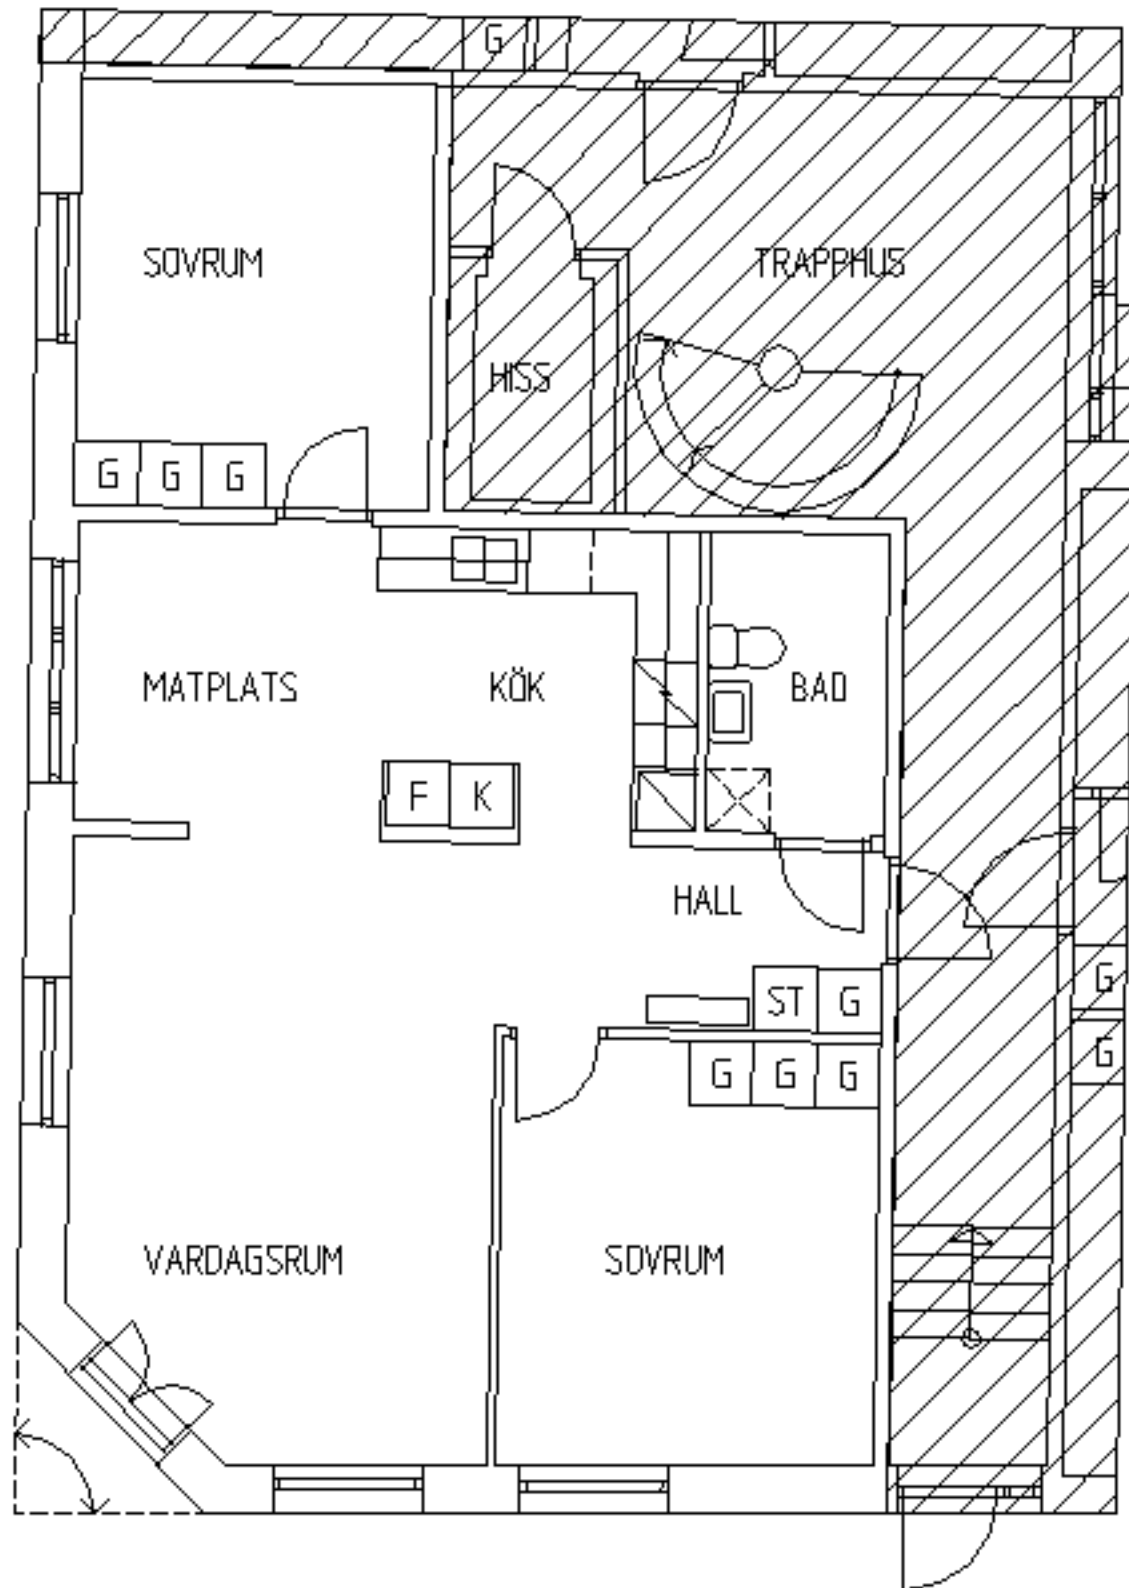 G
SOVRUM
TRAPPHUS
HISS
G G G
MATPLATS
KÖK
BAD
F K
HALL
ST G
G
G G G
G
VARDAGSRUM
SOVRUM